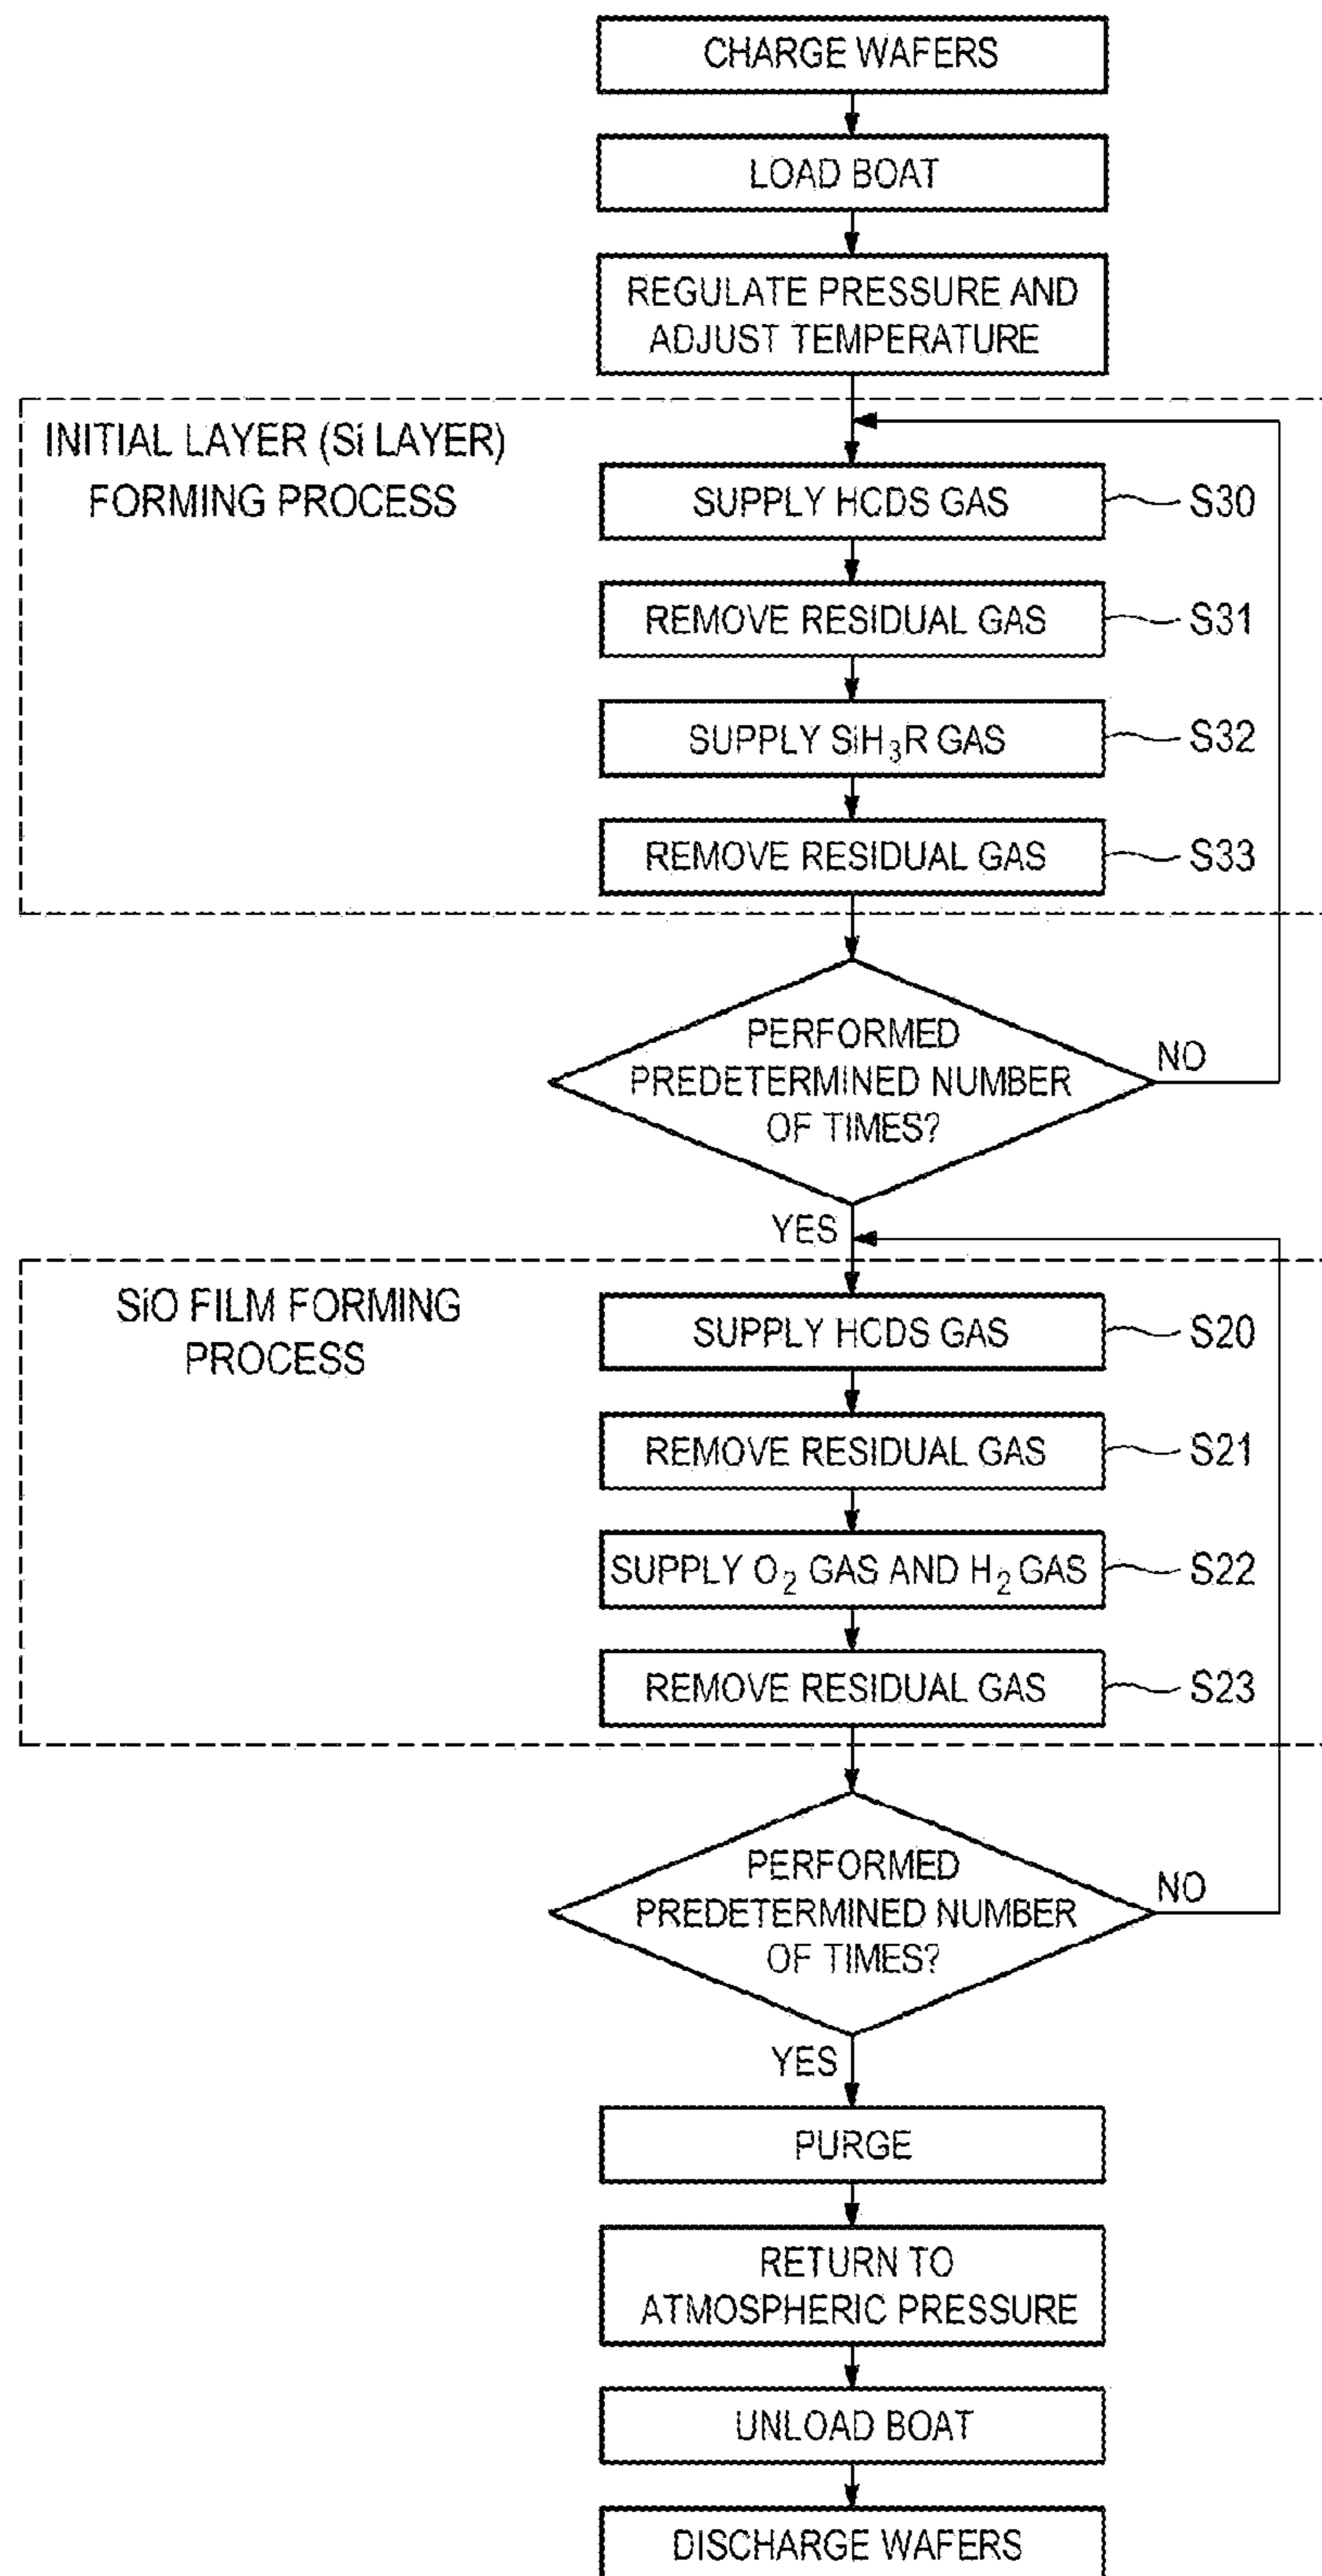 CHARGE WAFERS
LOAD BOAT
REGULATE PRESSURE AND
ADJUST TEMPERATURE
INITIAL LAYER (Si LAYER)
FORMING PROCESS
SUPPLY HCDS GAS
S30
REMOVE RESIDUAL GAS
S31
SUPPLY SiH₃R GAS
S32
REMOVE RESIDUAL GAS
S33
PERFORMED
PREDETERMINED NUMBER
OF TIMES?
NO
YES
SiO FILM FORMING
PROCESS
SUPPLY HCDS GAS
S20
REMOVE RESIDUAL GAS
S21
SUPPLY O₂ GAS AND H₂ GAS
S22
REMOVE RESIDUAL GAS
S23
PERFORMED
PREDETERMINED NUMBER
OF TIMES?
NO
YES
PURGE
RETURN TO
ATMOSPHERIC PRESSURE
UNLOAD BOAT
DISCHARGE WAFERS